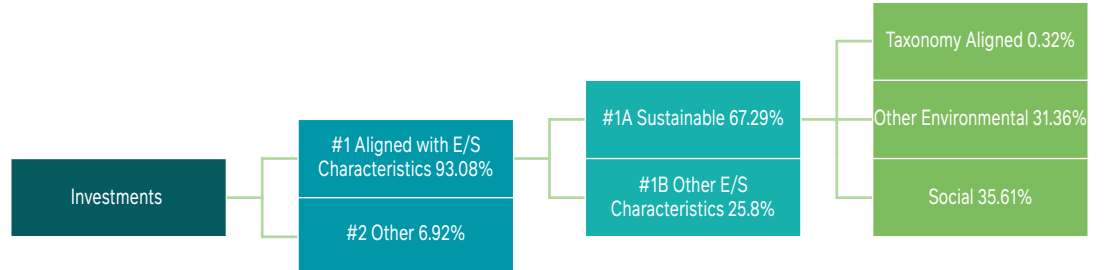 Investments
#1 Aligned with E/S
Characteristics 93.08%
#2 Other 6.92%
#1A Sustainable 67.29%
#1B Other E/S
Characteristics 25.8%
Taxonomy Aligned 0.32%
Other Environmental 31.36%
Social 35.61%